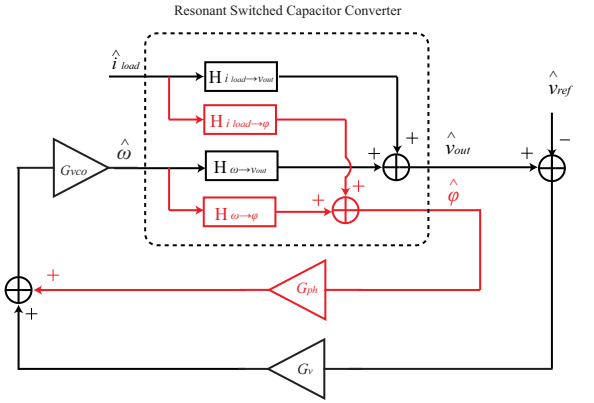 Resonant Switched Capacitor Converter
î load
H i load→vout
H i load→φ
v̂ref
+
−
ω̂
Gvco
H ω→vout
+
v̂out
+
+
+
H ω→φ
+
φ̂
+
Gph
+
Gv